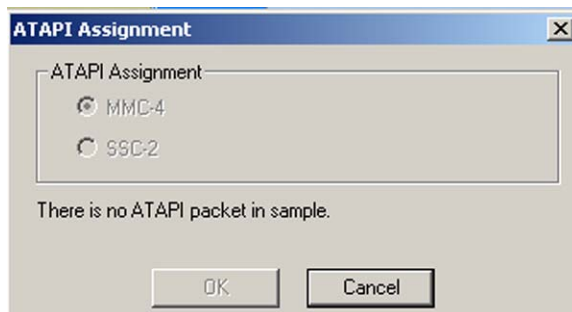 ATAPI Assignment
ATAPI Assignment
MMC-4
SSC-2
There is no ATAPI packet in sample.
OK
Cancel